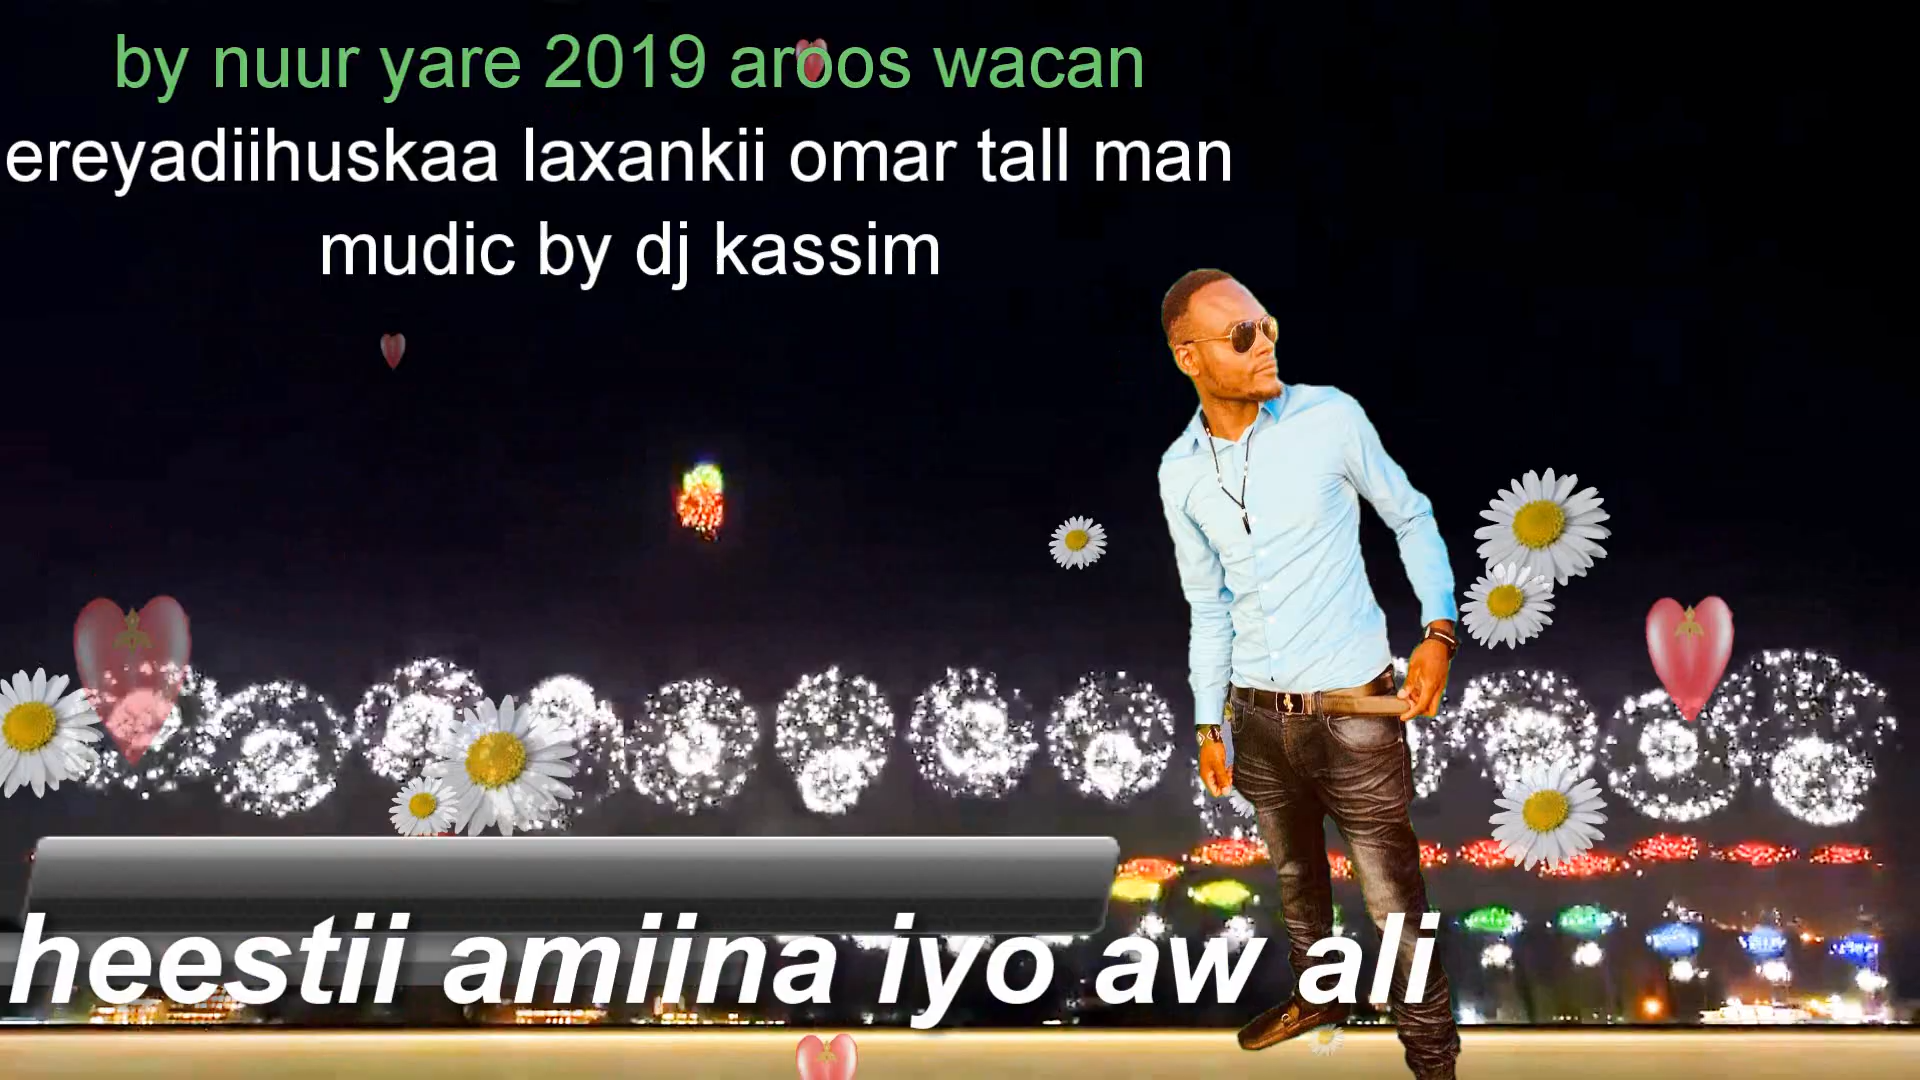 by nuur yare 2019 aroos wacan
ereyadiihuskaa laxankii omar tall man
mudic by dj kassim
heestii amiina iyo aw ali